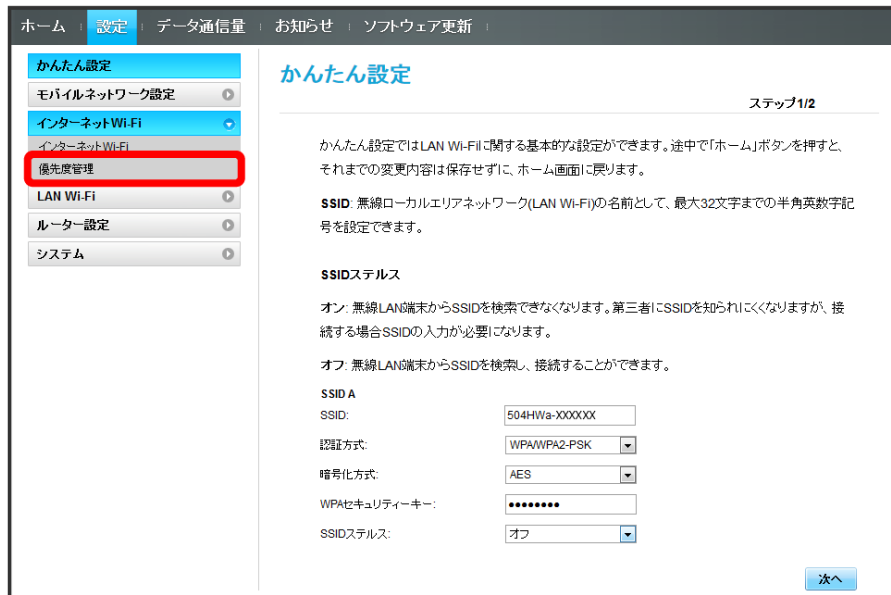 ホーム 設定 データ通信量 お知らせ ソフトウェア更新
かんたん設定
モバイルネットワーク設定
インターネットWi-Fi
インターネットWi-Fi
優先度管理
LAN Wi-Fi
ルーター設定
システム
かんたん設定
ステップ1/2
かんたん設定ではLAN Wi-Fiに関する基本的な設定ができます。途中で「ホーム」ボタンを押すと、
それまでの変更内容は保存せずに、ホーム画面に戻ります。
SSID: 無線ローカルエリアネットワーク(LAN Wi-Fi)の名前として、最大32文字までの半角英数字記
号を設定できます。
SSIDステルス
オン: 無線LAN端末からSSIDを検索できなくなります。第三者にSSIDを知られにくくなりますが、接
続する場合SSIDの入力が必要になります。
オフ: 無線LAN端末からSSIDを検索し、接続することができます。
SSID A
SSID: 504HWa-XXXXXX
認証方式: WPA/WPA2-PSK
暗号化方式: AES
WPAセキュリティーキー: ●●●●●●●●
SSIDステルス: オフ
次へ